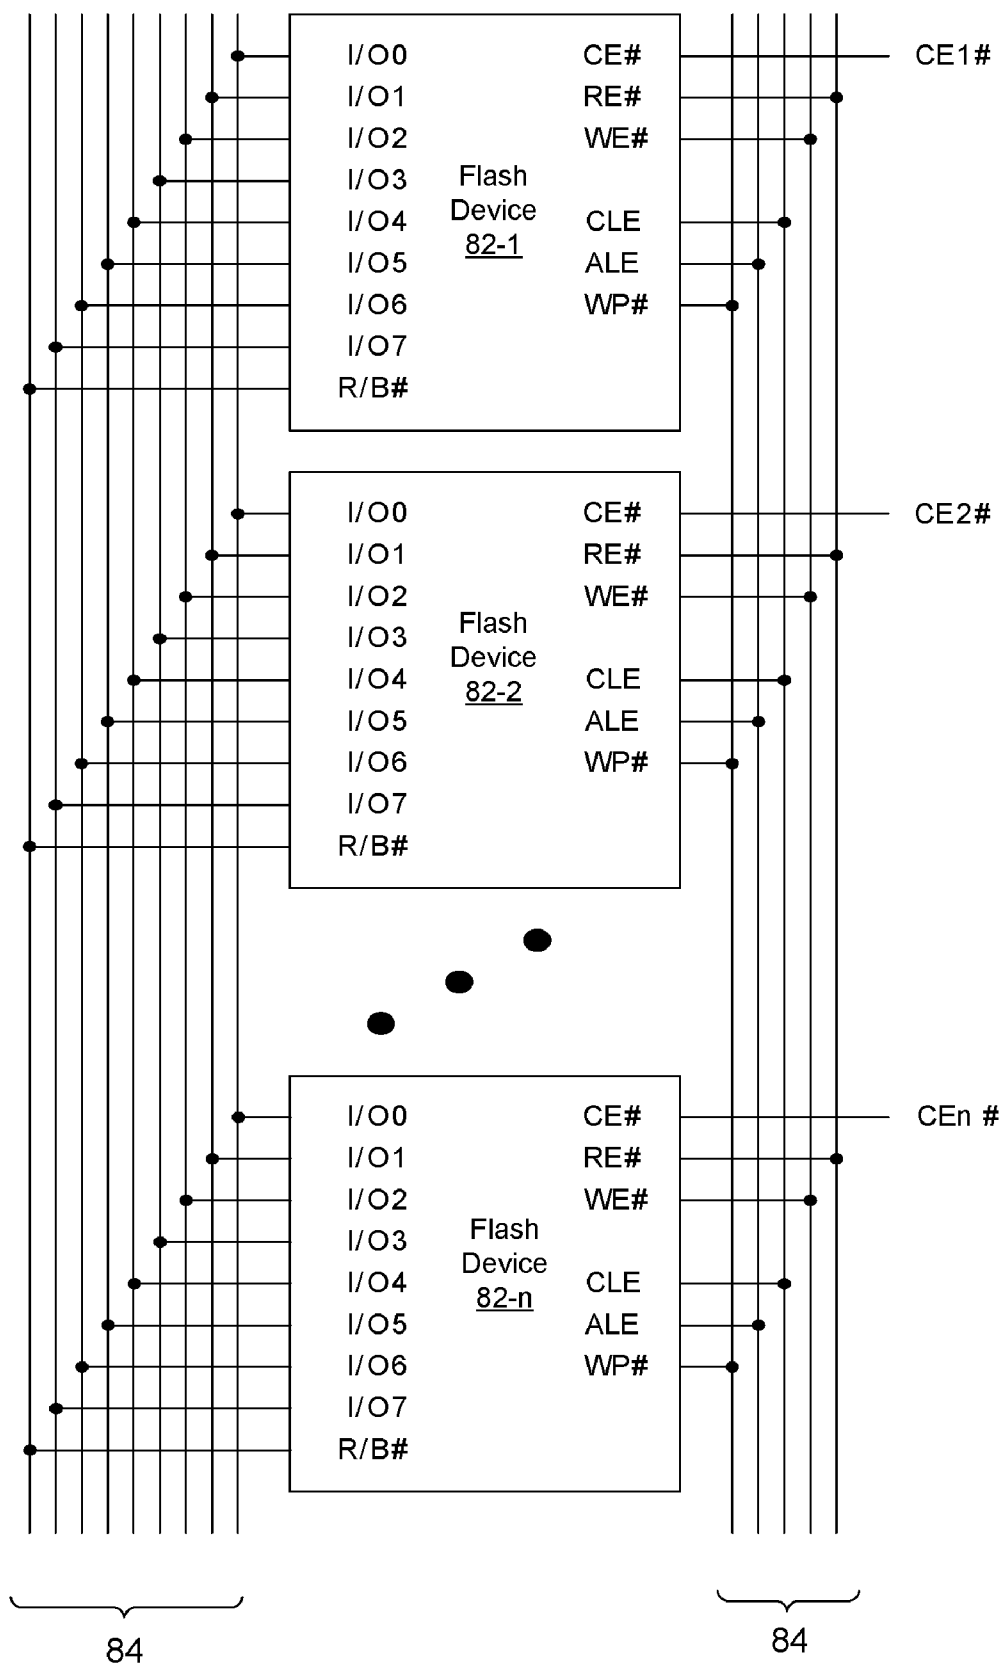 I/O0 CE# CE1#
I/O1 RE#
I/O2 WE#
I/O3 Flash
Device
I/O4 CLE
82-1
I/O5 ALE
I/O6 WP#
I/O7
R/B#
I/O0 CE# CE2#
I/O1 RE#
I/O2 WE#
I/O3 Flash
Device
I/O4 CLE
82-2
I/O5 ALE
I/O6 WP#
I/O7
R/B#
I/O0 CE# CEn #
I/O1 RE#
I/O2 WE#
I/O3 Flash
Device
I/O4 CLE
82-n
I/O5 ALE
I/O6 WP#
I/O7
R/B#
84 84